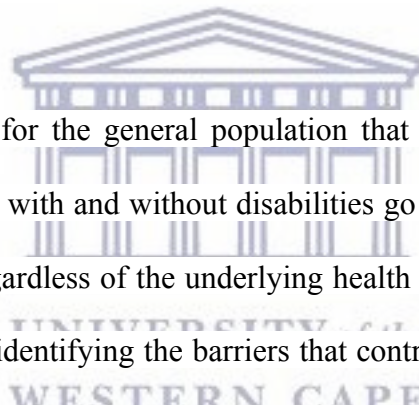 for the general population that
with and without disabilities go
gardless of the underlying health
UNIVERSITY of the
identifying the barriers that contr
WESTERN CAPE